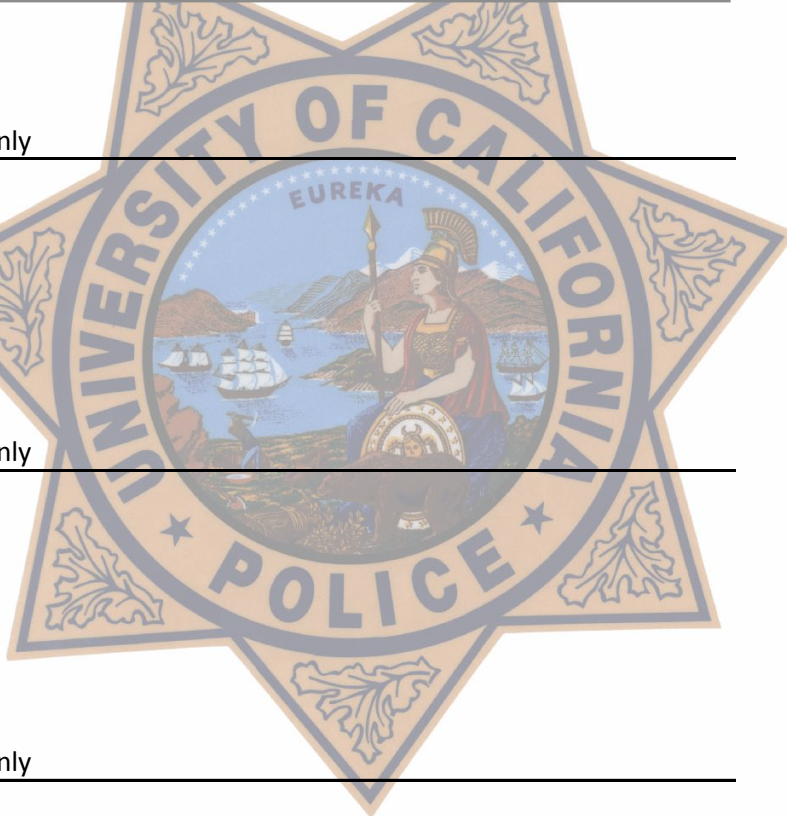 UNIVERSITY OF CALIFORNIA
nly
EUREKA
nly
POLICE
nly